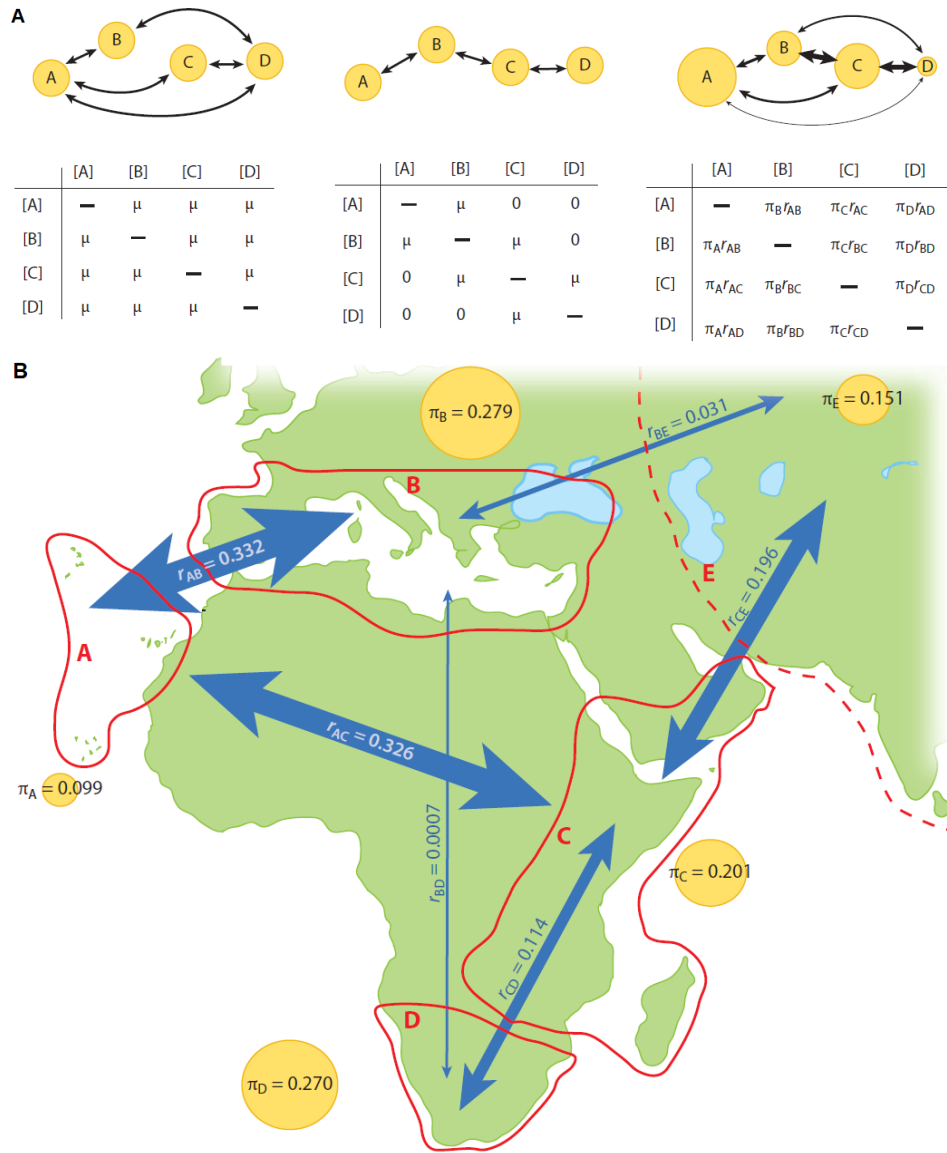 A
A B C D
A B C D
A B C D
[A] [B] [C] [D]
[A] — μ μ μ
[B] μ — μ μ
[C] μ μ — μ
[D] μ μ μ —
[A] [B] [C] [D]
[A] — μ 0 0
[B] μ — μ 0
[C] 0 μ — μ
[D] 0 0 μ —
[A] [B] [C] [D]
[A] — πBrAB πCrAC πDrAD
[B] πArAB — πCrBC πDrBD
[C] πArAC πBrBC — πDrCD
[D] πArAD πBrBD πCrCD —
B
πB = 0.279
πE = 0.151
rBE = 0.031
B
rAB = 0.332
E
rCE = 0.196
A
rAC = 0.326
πA = 0.099
rBD = 0.0007
C
πC = 0.201
rCD = 0.114
D
πD = 0.270